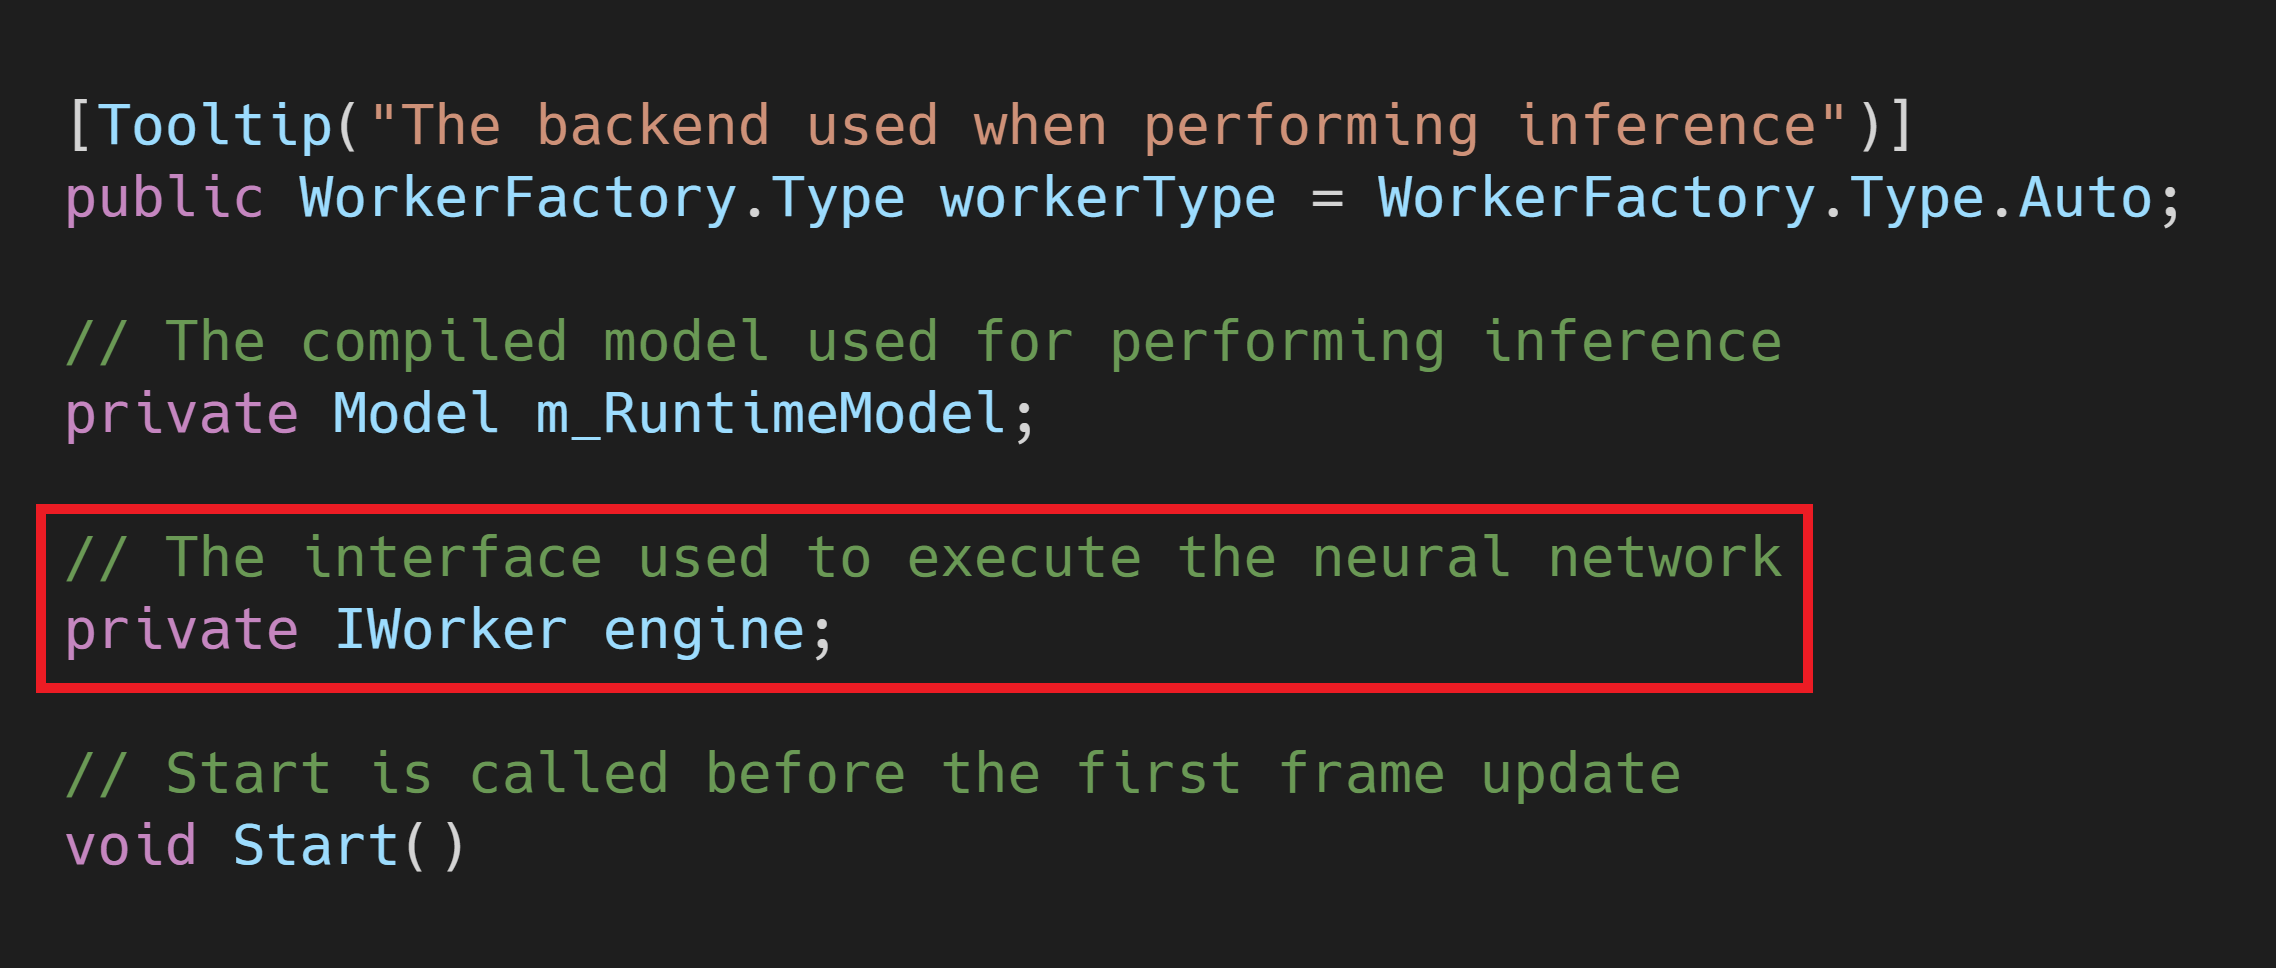 [Tooltip("The backend used when performing inference")]
public WorkerFactory.Type workerType = WorkerFactory.Type.Auto;
// The compiled model used for performing inference
private Model m_RuntimeModel;
// The interface used to execute the neural network
private IWorker engine;
// Start is called before the first frame update
void Start()